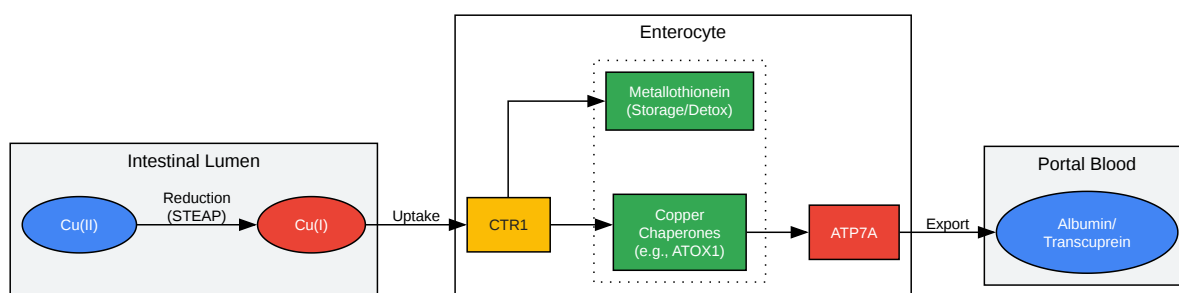 Enterocyte
Metallothionein
(Storage/Detox)
Intestinal Lumen
Portal Blood
Cu(II)
Reduction
(STEAP)
Cu(I)
Uptake
CTR1
Copper
Chaperones
(e.g., ATOX1)
ATP7A
Export
Albumin/
Transcuprein